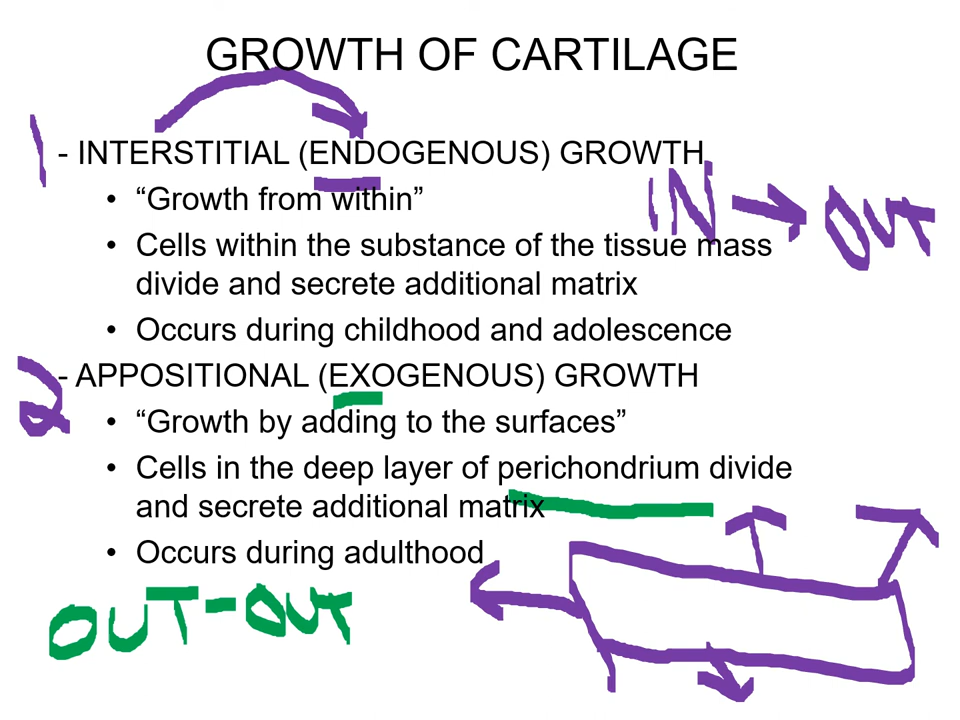 GROWTH OF CARTILAGE
1
- INTERSTITIAL (ENDOGENOUS) GROWTH
• “Growth from within”
IN → OUT
• Cells within the substance of the tissue mass
divide and secrete additional matrix
• Occurs during childhood and adolescence
2
- APPOSITIONAL (EXOGENOUS) GROWTH
• “Growth by adding to the surfaces”
• Cells in the deep layer of perichondrium divide
and secrete additional matrix
• Occurs during adulthood
OUT-OUT